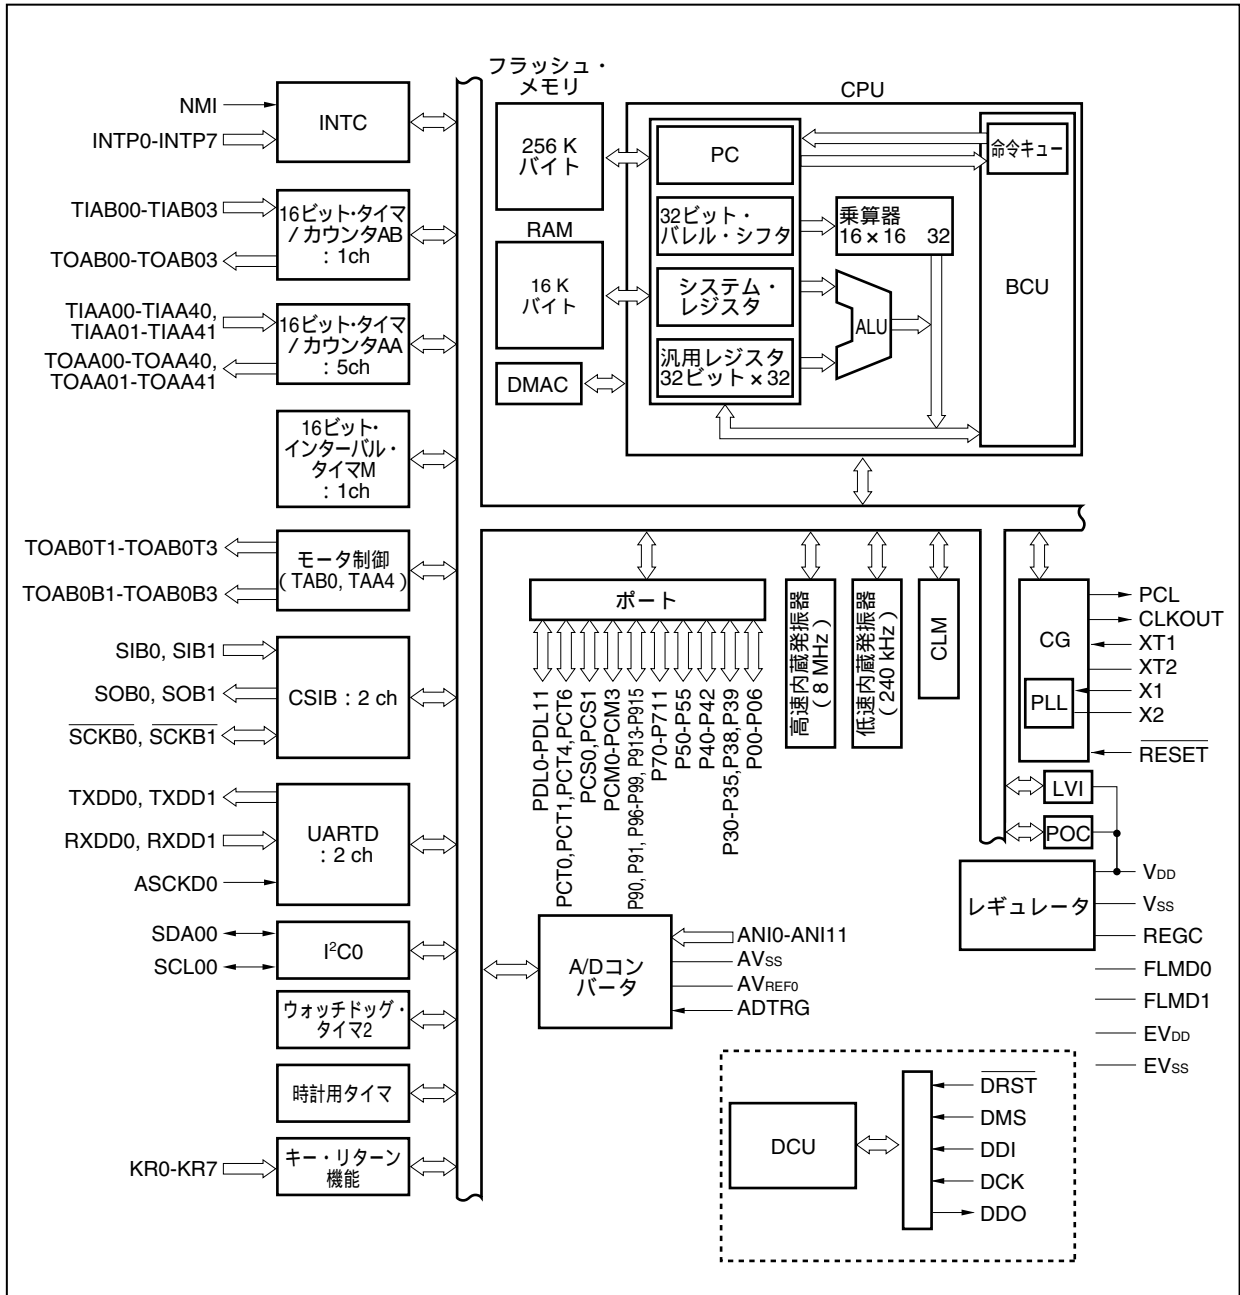 NMI
INTP0-INTP7
INTC
TIAB00-TIAB03
TOAB00-TOAB03
16ビット・タイマ
/ カウンタAB
: 1ch
TIAA00-TIAA40,
TIAA01-TIAA41
TOAA00-TOAA40,
TOAA01-TOAA41
16ビット・タイマ
/ カウンタAA
: 5ch
16ビット・
インターバル・
タイマM
: 1ch
TOAB0T1-TOAB0T3
TOAB0B1-TOAB0B3
モータ制御
( TAB0, TAA4 )
SIB0, SIB1
SOB0, SOB1
SCKB0, SCKB1
CSIB : 2 ch
TXDD0, TXDD1
RXDD0, RXDD1
ASCKD0
UARTD
: 2 ch
SDA00
SCL00
I²C0
ウォッチドッグ・
タイマ2
時計用タイマ
KR0-KR7
キー・リターン
機能
フラッシュ・
メモリ
256 K
バイト
RAM
16 K
バイト
DMAC
CPU
PC
32ビット・
バレル・シフタ
システム・
レジスタ
汎用レジスタ
32ビット × 32
乗算器
16 × 16 32
ALU
命令キュー
BCU
ポート
PDL0-PDL11
PCT0,PCT1,PCT4,PCT6
PCS0,PCS1
PCM0-PCM3
P90, P91, P96-P99, P913-P915
P70-P711
P50-P55
P40-P42
P30-P35,P38,P39
P00-P06
高速内蔵発振器
( 8 MHz )
低速内蔵発振器
( 240 kHz )
CLM
CG
PLL
PCL
CLKOUT
XT1
XT2
X1
X2
RESET
LVI
POC
レギュレータ
VDD
VSS
REGC
FLMD0
FLMD1
EVDD
EVSS
A/Dコン
バータ
ANI0-ANI11
AVSS
AVREF0
ADTRG
DCU
DRST
DMS
DDI
DCK
DDO